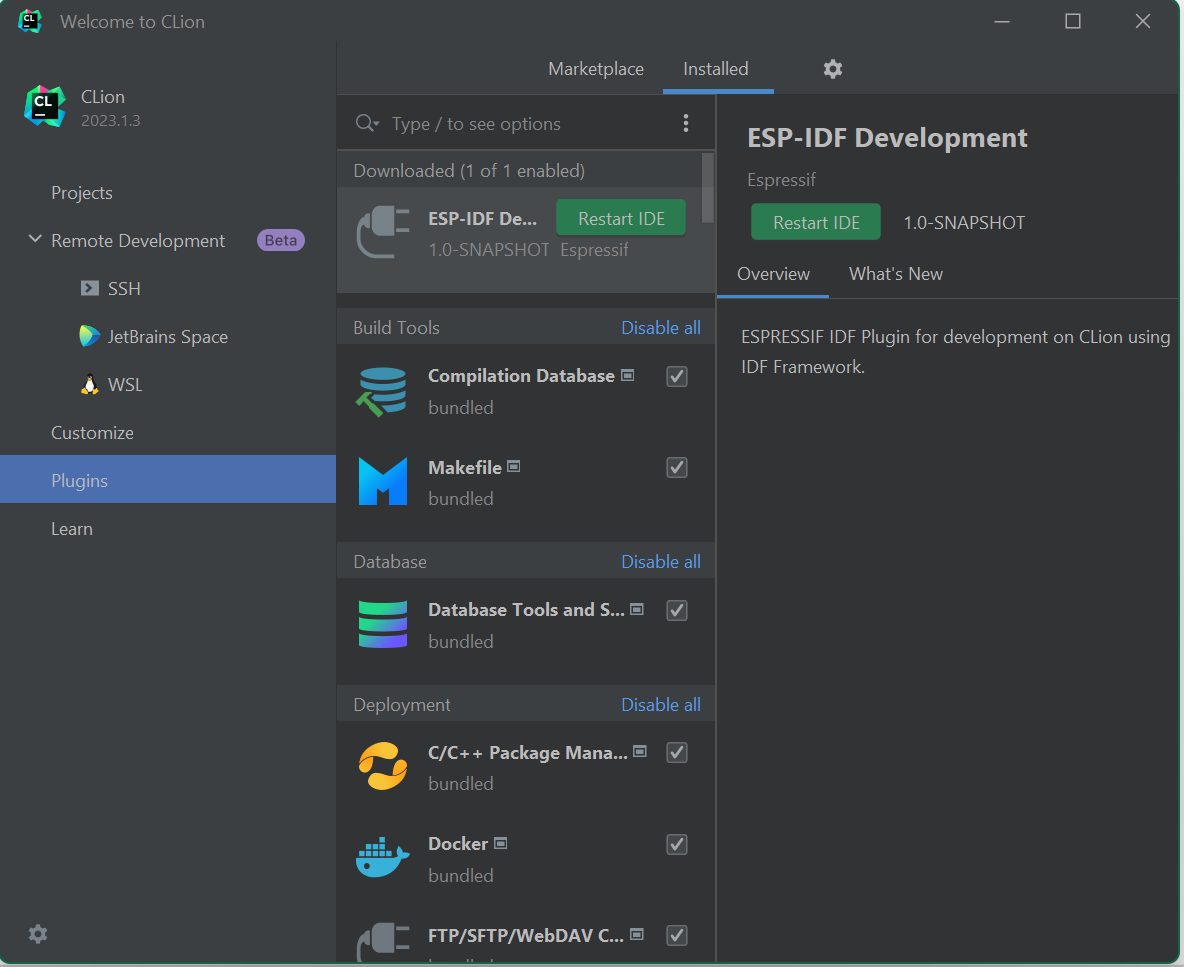 Welcome to CLion
CLion
2023.1.3
Projects
Remote Development Beta
SSH
JetBrains Space
WSL
Customize
Plugins
Learn
Marketplace Installed
Type / to see options
Downloaded (1 of 1 enabled)
ESP-IDF De... Restart IDE
1.0-SNAPSHOT Espressif
Build Tools Disable all
Compilation Database
bundled
Makefile
bundled
Database Disable all
Database Tools and S...
bundled
Deployment Disable all
C/C++ Package Mana...
bundled
Docker
bundled
FTP/SFTP/WebDAV C...
ESP-IDF Development
Espressif
Restart IDE 1.0-SNAPSHOT
Overview What's New
ESPRESSIF IDF Plugin for development on CLion using
IDF Framework.